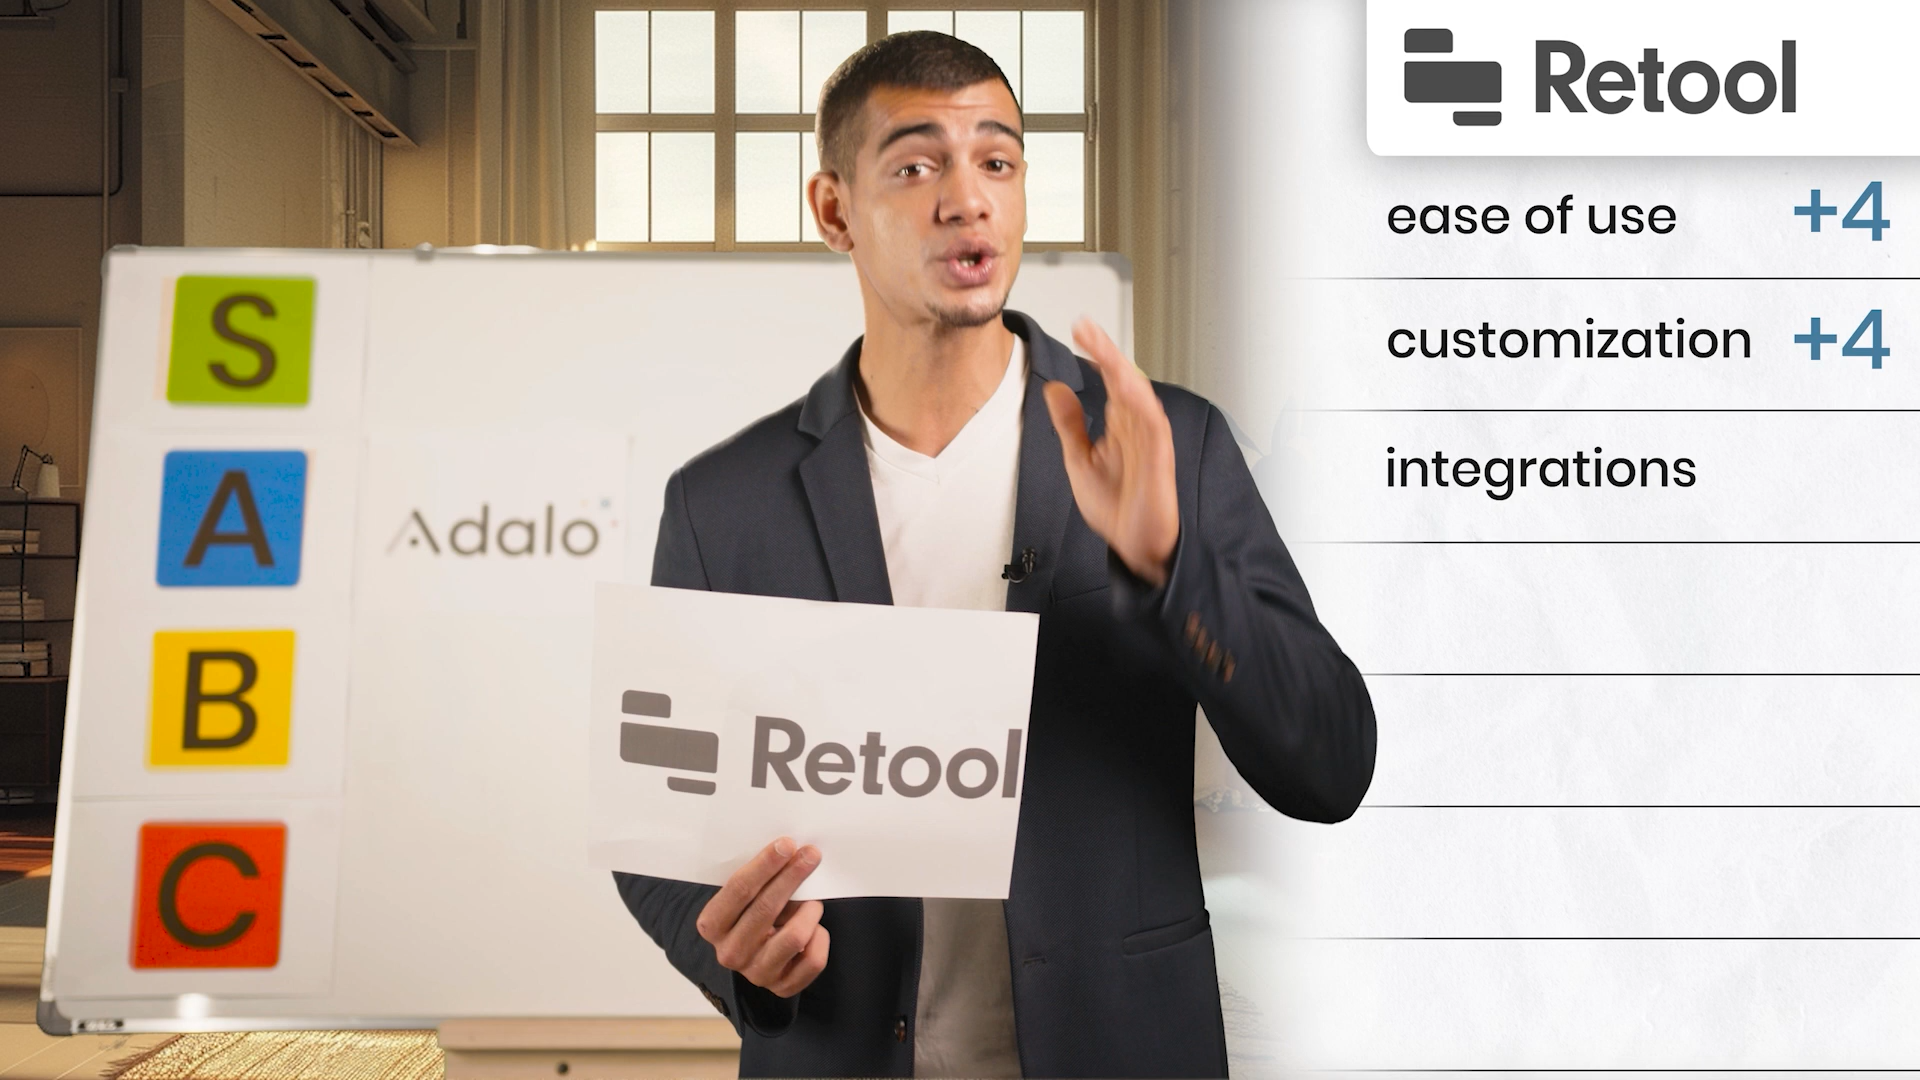 S
A
B
C
Adalo
Retool
Retool
ease of use +4
customization +4
integrations